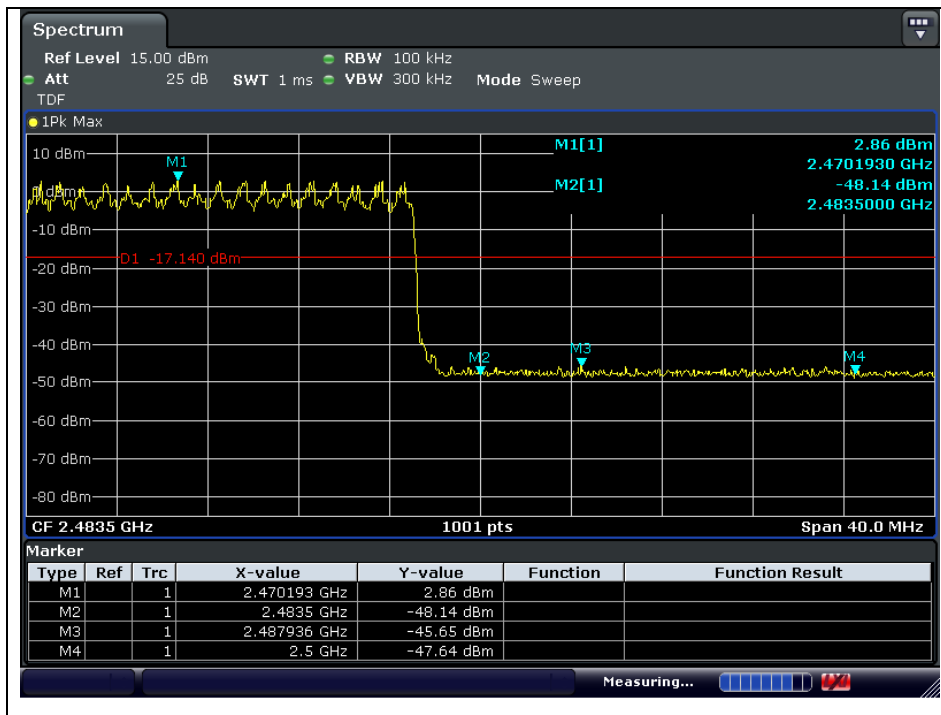 Spectrum
Ref Level 15.00 dBm RBW 100 kHz
Att 25 dB SWT 1 ms VBW 300 kHz Mode Sweep
TDF
1Pk Max
M1[1] 2.86 dBm
2.4701930 GHz
M2[1] -48.14 dBm
2.4835000 GHz
10 dBm
M1
0 dBm
-10 dBm
D1 -17.140 dBm
-20 dBm
-30 dBm
-40 dBm
M2 M3 M4
-50 dBm
-60 dBm
-70 dBm
-80 dBm
CF 2.4835 GHz 1001 pts Span 40.0 MHz
Marker
Type Ref Trc X-value Y-value Function Function Result
M1 1 2.470193 GHz 2.86 dBm
M2 1 2.4835 GHz -48.14 dBm
M3 1 2.487936 GHz -45.65 dBm
M4 1 2.5 GHz -47.64 dBm
Measuring...